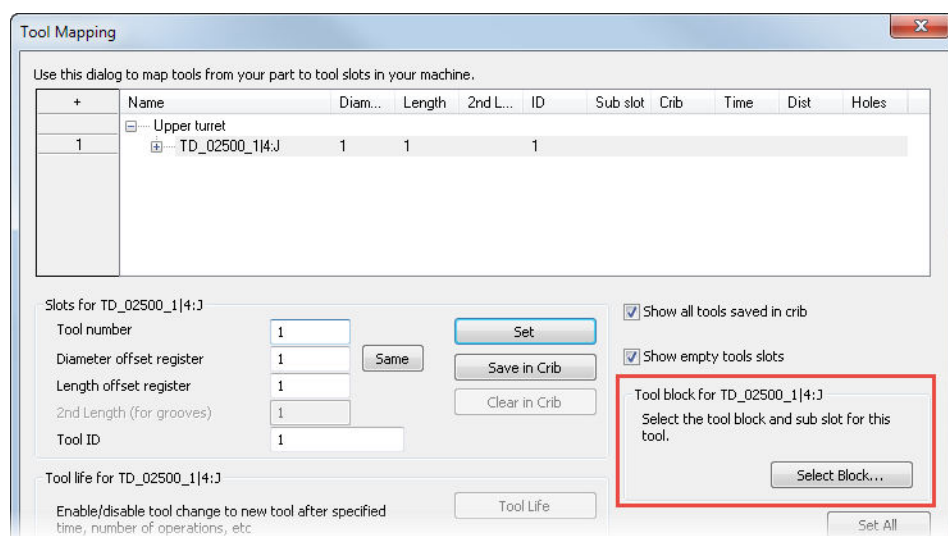 Tool Mapping
Use this dialog to map tools from your part to tool slots in your machine.
+ Name Diam... Length 2nd L... ID Sub slot Crib Time Dist Holes
Upper turret
1 TD_02500_1|4:J 1 1 1
Slots for TD_02500_1|4:J
Tool number 1 Set
Diameter offset register 1 Same Save in Crib
Length offset register 1 Clear in Crib
2nd Length (for grooves) 1
Tool ID 1
Show all tools saved in crib
Show empty tools slots
Tool block for TD_02500_1|4:J
Select the tool block and sub slot for this
tool.
Select Block...
Tool life for TD_02500_1|4:J
Enable/disable tool change to new tool after specified
time, number of operations, etc
Tool Life
Set All